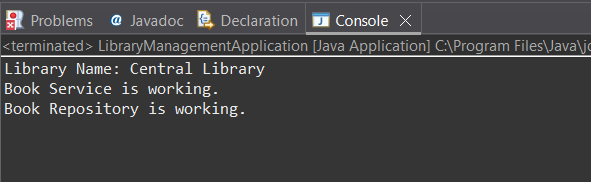 Problems @ Javadoc Declaration Console
<terminated> LibraryManagementApplication [Java Application] C:\Program Files\Java\
Library Name: Central Library
Book Service is working.
Book Repository is working.